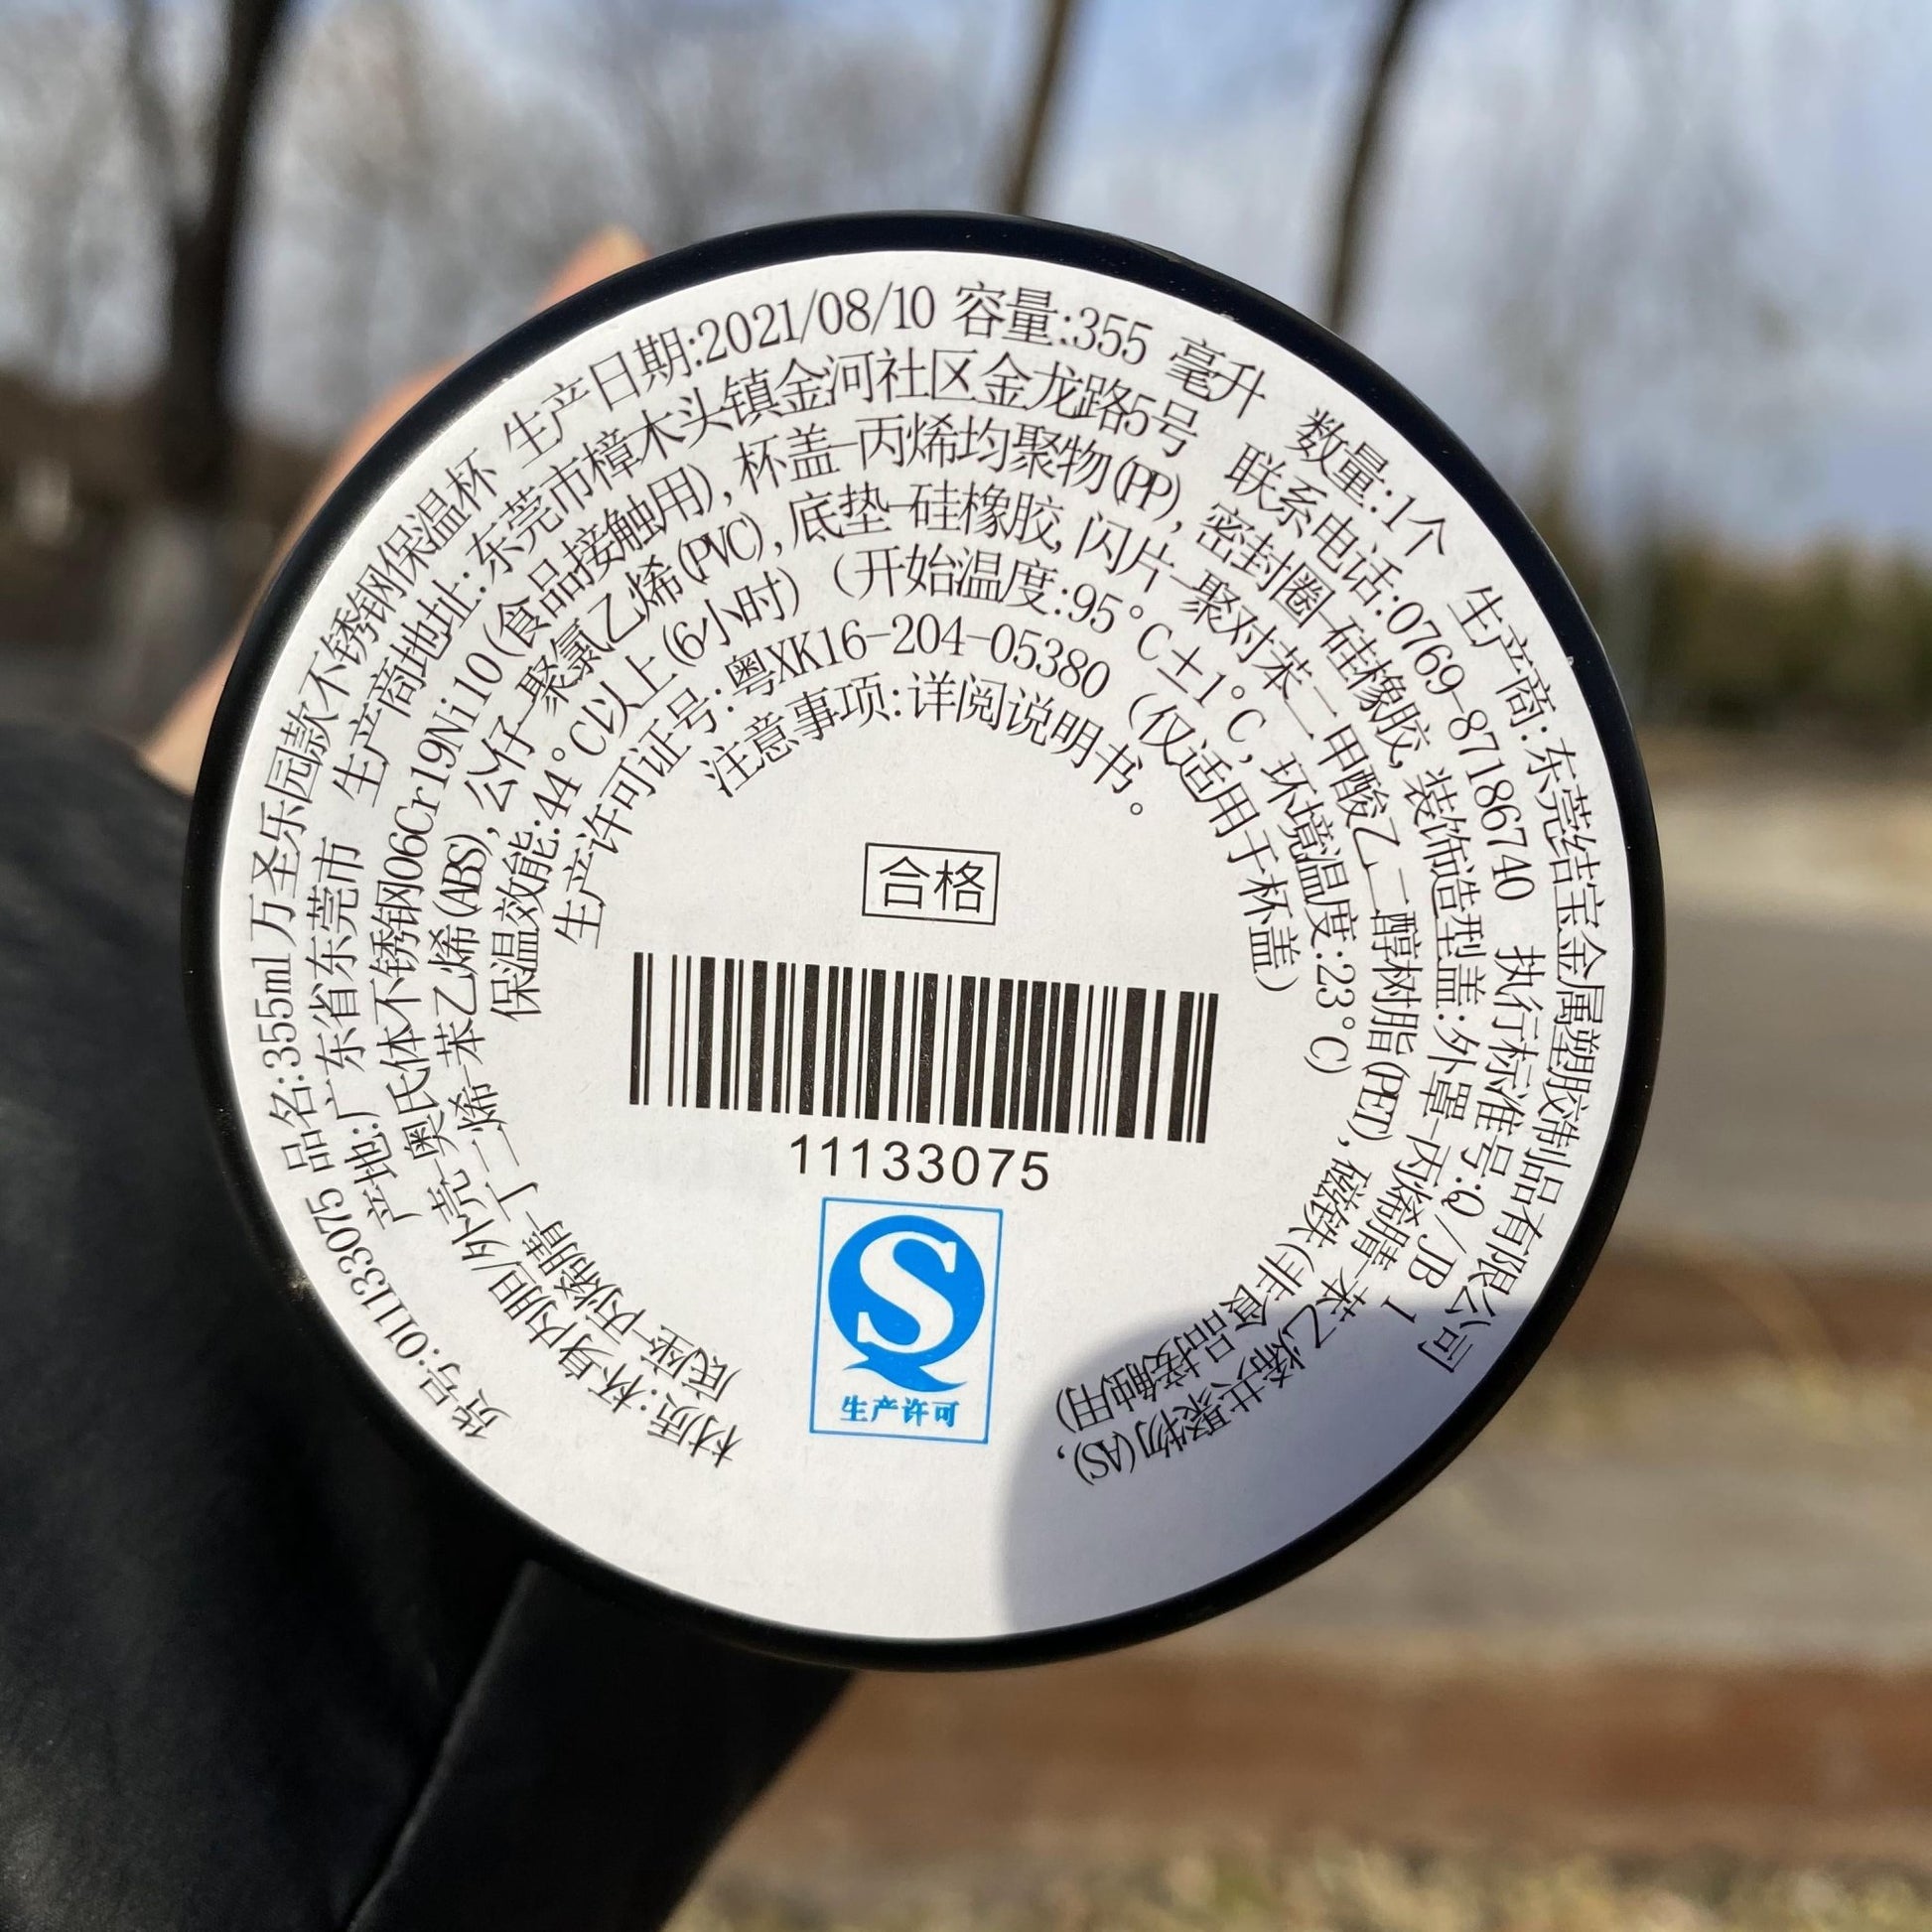 货号:011133075 品名:355ml万圣乐园款不锈钢保温杯 生产日期:2021/08/10 容量:355 毫升 数量:1个 生产商:东莞结宝金属塑胶制品有限公司
产地:广东省东莞市 生产商地址:东莞市樟木头镇金河社区金龙路5号 联系电话:0769-87186740 执行标准号:Q/JB 1
材质:杯身内胆/外壳-奥氏体不锈钢06Cr19Ni10(食品接触用),杯盖-丙烯均聚物(PP),密封圈-硅橡胶,装饰造型盖:外罩-丙烯腈-苯乙烯共聚物(AS),
底座-丙烯腈-丁二烯-苯乙烯(ABS),公仔-聚氯乙烯(PVC),底垫-硅橡胶,闪片-聚对苯二甲酸乙二醇树脂(PET),磁铁(非食品接触用)
保温效能:44°C以上(6小时)(开始温度:95°C±1°C,环境温度:23°C)
生产许可证号:粤XK16-204-05380(仅适用于杯盖)
注意事项:详阅说明书。
合格
11133075
S
生产许可